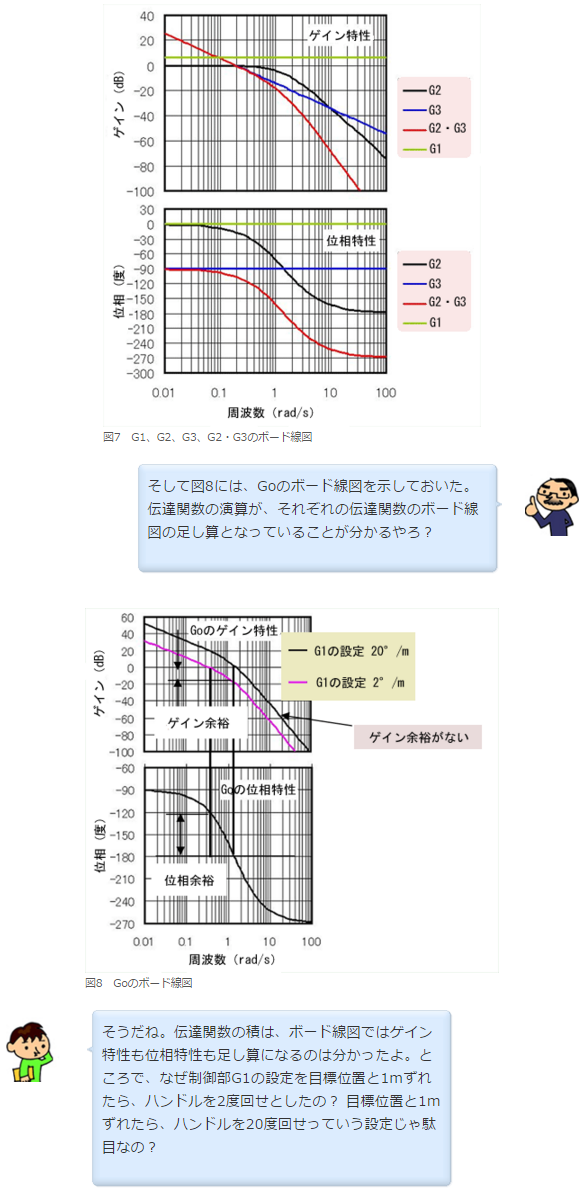 40
20
0
-20
-40
-60
-80
-100
ゲイン (dB)
ゲイン特性
G2
G3
G2・G3
G1
30
0
-30
-60
-90
-120
-150
-180
-210
-240
-270
-300
位相 (度)
位相特性
G2
G3
G2・G3
G1
0.01 0.1 1 10 100
周波数 (rad/s)
図7 G1、G2、G3、G2・G3のボード線図
そして図8には、Goのボード線図を示しておいた。
伝達関数の演算が、それぞれの伝達関数のボード線
図の足し算となっていることが分かるやろ？
60
40
20
0
-20
-40
-60
-80
-100
ゲイン (dB)
Goのゲイン特性
G1の設定 20°/m
G1の設定 2°/m
ゲイン余裕
ゲイン余裕がない
-60
-90
-120
-150
-180
-210
-240
-270
位相 (度)
Goの位相特性
位相余裕
0.01 0.1 1 10 100
周波数 (rad/s)
図8 Goのボード線図
そうだね。伝達関数の積は、ボード線図ではゲイン
特性も位相特性も足し算になるのは分かったよ。と
ころで、なぜ制御部G1の設定を目標位置と1mずれ
たら、ハンドルを2度回せとしたの？ 目標位置と1m
ずれたら、ハンドルを20度回せっていう設定じゃ駄
目なの？